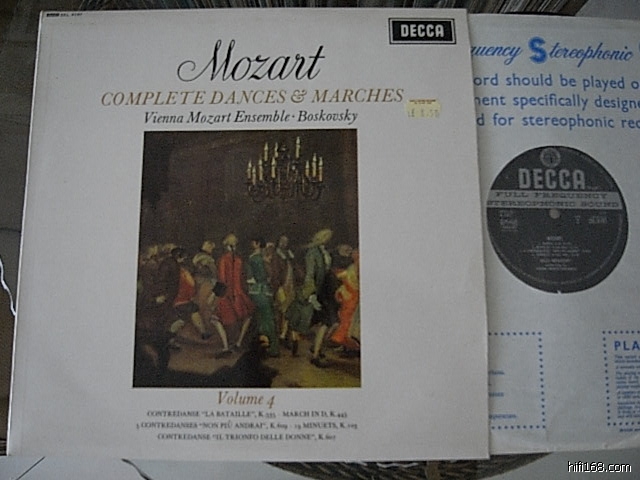 DECCA
Mozart
COMPLETE DANCES & MARCHES
Vienna Mozart Ensemble · Boskovsky
Volume 4
CONTREDANSE "LA BATAILLE", K.535 · MARCH IN D, K.445
5 CONTREDANSES "NON PIÙ ANDRAI", K.609 · 19 MINUETS, K.103
CONTREDANSE "IL TRIONFO DELLE DONNE", K.607
quency Stereophonic
ord should be played o
ment specifically designe
d for stereophonic rec
DECCA
FULL FREQUENCY
STEREOPHONIC SOUND
PLA
hifi168.com